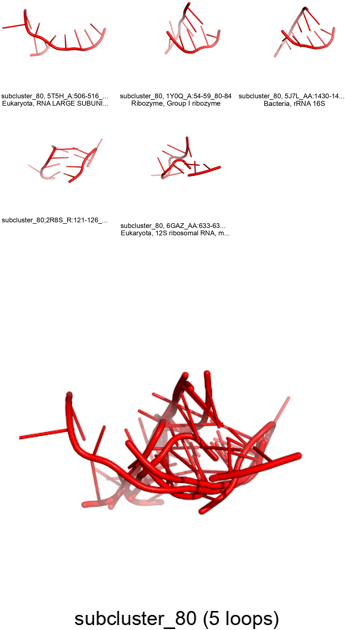 subcluster_80, 5T5H_A:506-516_...
Eukaryota, RNA LARGE SUBUNI...
subcluster_80, 1Y0Q_A:54-59_80-84
Ribozyme, Group I ribozyme
subcluster_80, 5J7L_AA:1430-14...
Bacteria, rRNA 16S
subcluster_80;2R8S_R:121-126_...
subcluster_80, 6GAZ_AA:633-63...
Eukaryota, 12S ribosomal RNA, m...
subcluster_80 (5 loops)